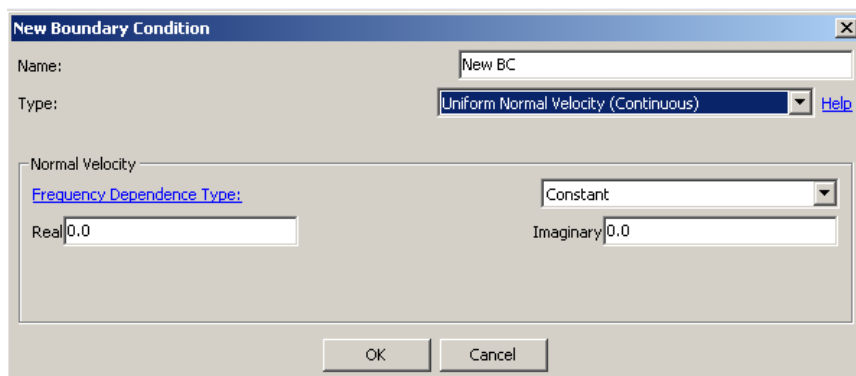 New Boundary Condition
Name: New BC
Type: Uniform Normal Velocity (Continuous) Help
Normal Velocity
Frequency Dependence Type: Constant
Real 0.0 Imaginary 0.0
OK Cancel